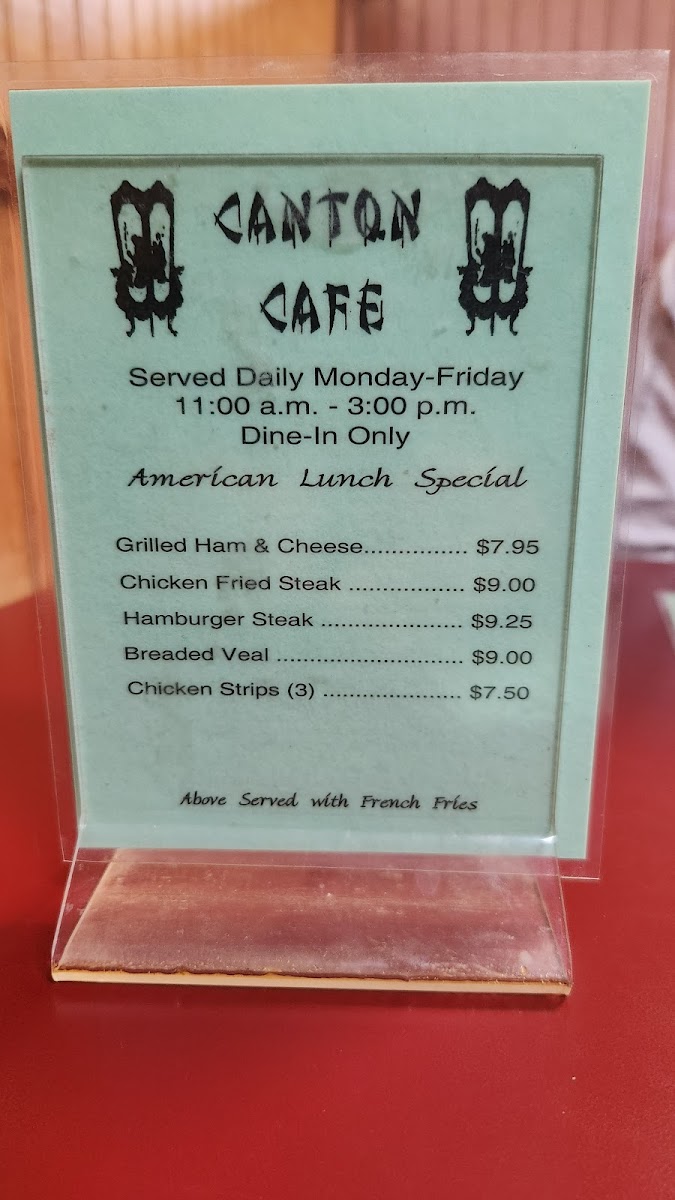 CANTON
CAFE
Served Daily Monday-Friday
11:00 a.m. - 3:00 p.m.
Dine-In Only
American Lunch Special
Grilled Ham & Cheese............... $7.95
Chicken Fried Steak ................. $9.00
Hamburger Steak ..................... $9.25
Breaded Veal ........................... $9.00
Chicken Strips (3) .................... $7.50
Above Served with French Fries